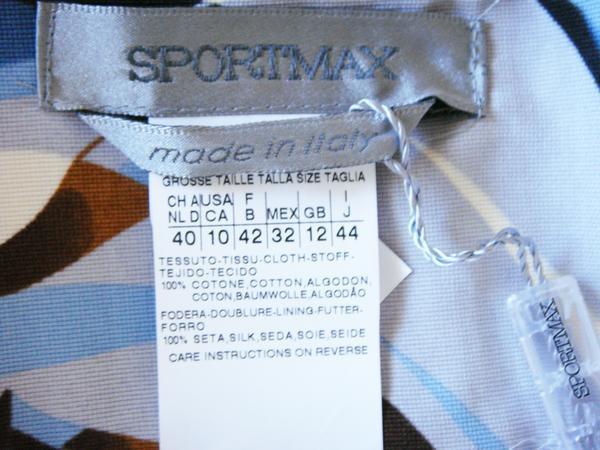 SPORTMAX
made in italy
GROSSE TAILLE TALLA SIZE TAGLIA
CH A USA F I
NL D CA B MEX GB J
40 10 42 32 12 44
TESSUTO-TISSU-CLOTH-STOFF-
TEJIDO-TECIDO
100% COTONE,COTTON,ALGODON,
COTON,BAUMWOLLE,ALGODÃO
FODERA-DOUBLURE-LINING-FUTTER-
FORRO
100% SETA,SILK,SEDA,SOIE,SEIDE
CARE INSTRUCTIONS ON REVERSE
SPORTMAX